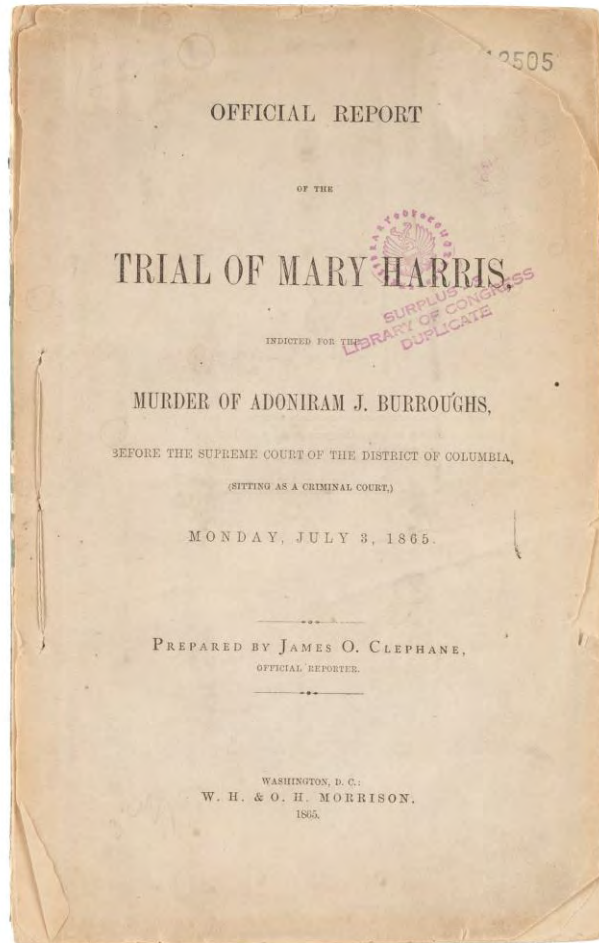 3505
OFFICIAL REPORT
OF THE
TRIAL OF MARY HARRIS,
SURPLUS
LIBRARY OF CONGRESS
DUPLICATE
INDICTED FOR THE
MURDER OF ADONIRAM J. BURROUGHS,
BEFORE THE SUPREME COURT OF THE DISTRICT OF COLUMBIA,
(SITTING AS A CRIMINAL COURT,)
MONDAY, JULY 3, 1865.
PREPARED BY JAMES O. CLEPHANE,
OFFICIAL REPORTER.
WASHINGTON, D. C.:
W. H. & O. H. MORRISON.
1865.